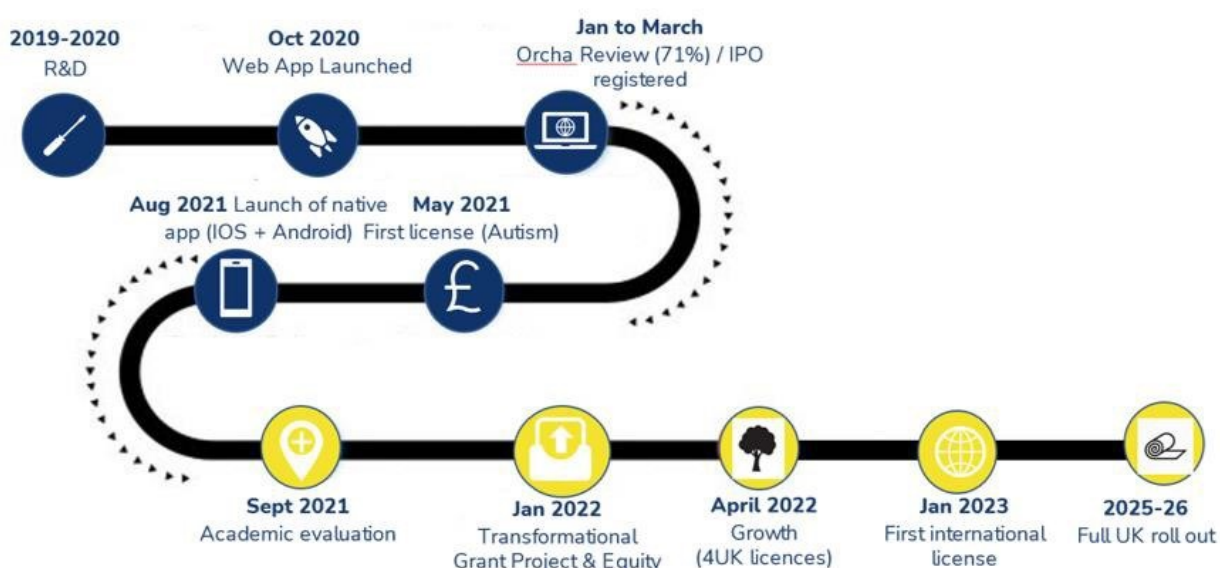 2019-2020
R&D
Oct 2020
Web App Launched
Jan to March
Orcha Review (71%) / IPO
registered
Aug 2021 Launch of native
app (IOS + Android)
May 2021
First license (Autism)
£
Sept 2021
Academic evaluation
Jan 2022
Transformational
Grant Project & Equity
April 2022
Growth
(4UK licences)
Jan 2023
First international
license
2025-26
Full UK roll out